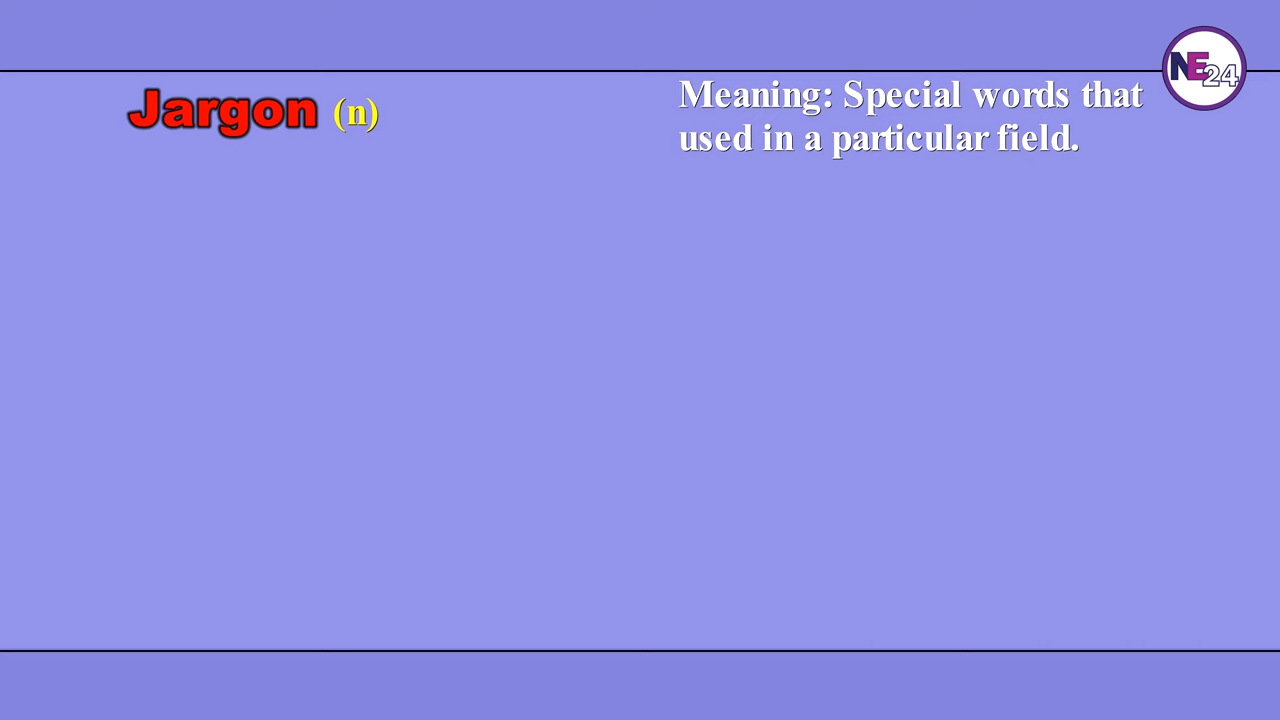 Jargon (n)
Meaning: Special words that
used in a particular field.
NE24